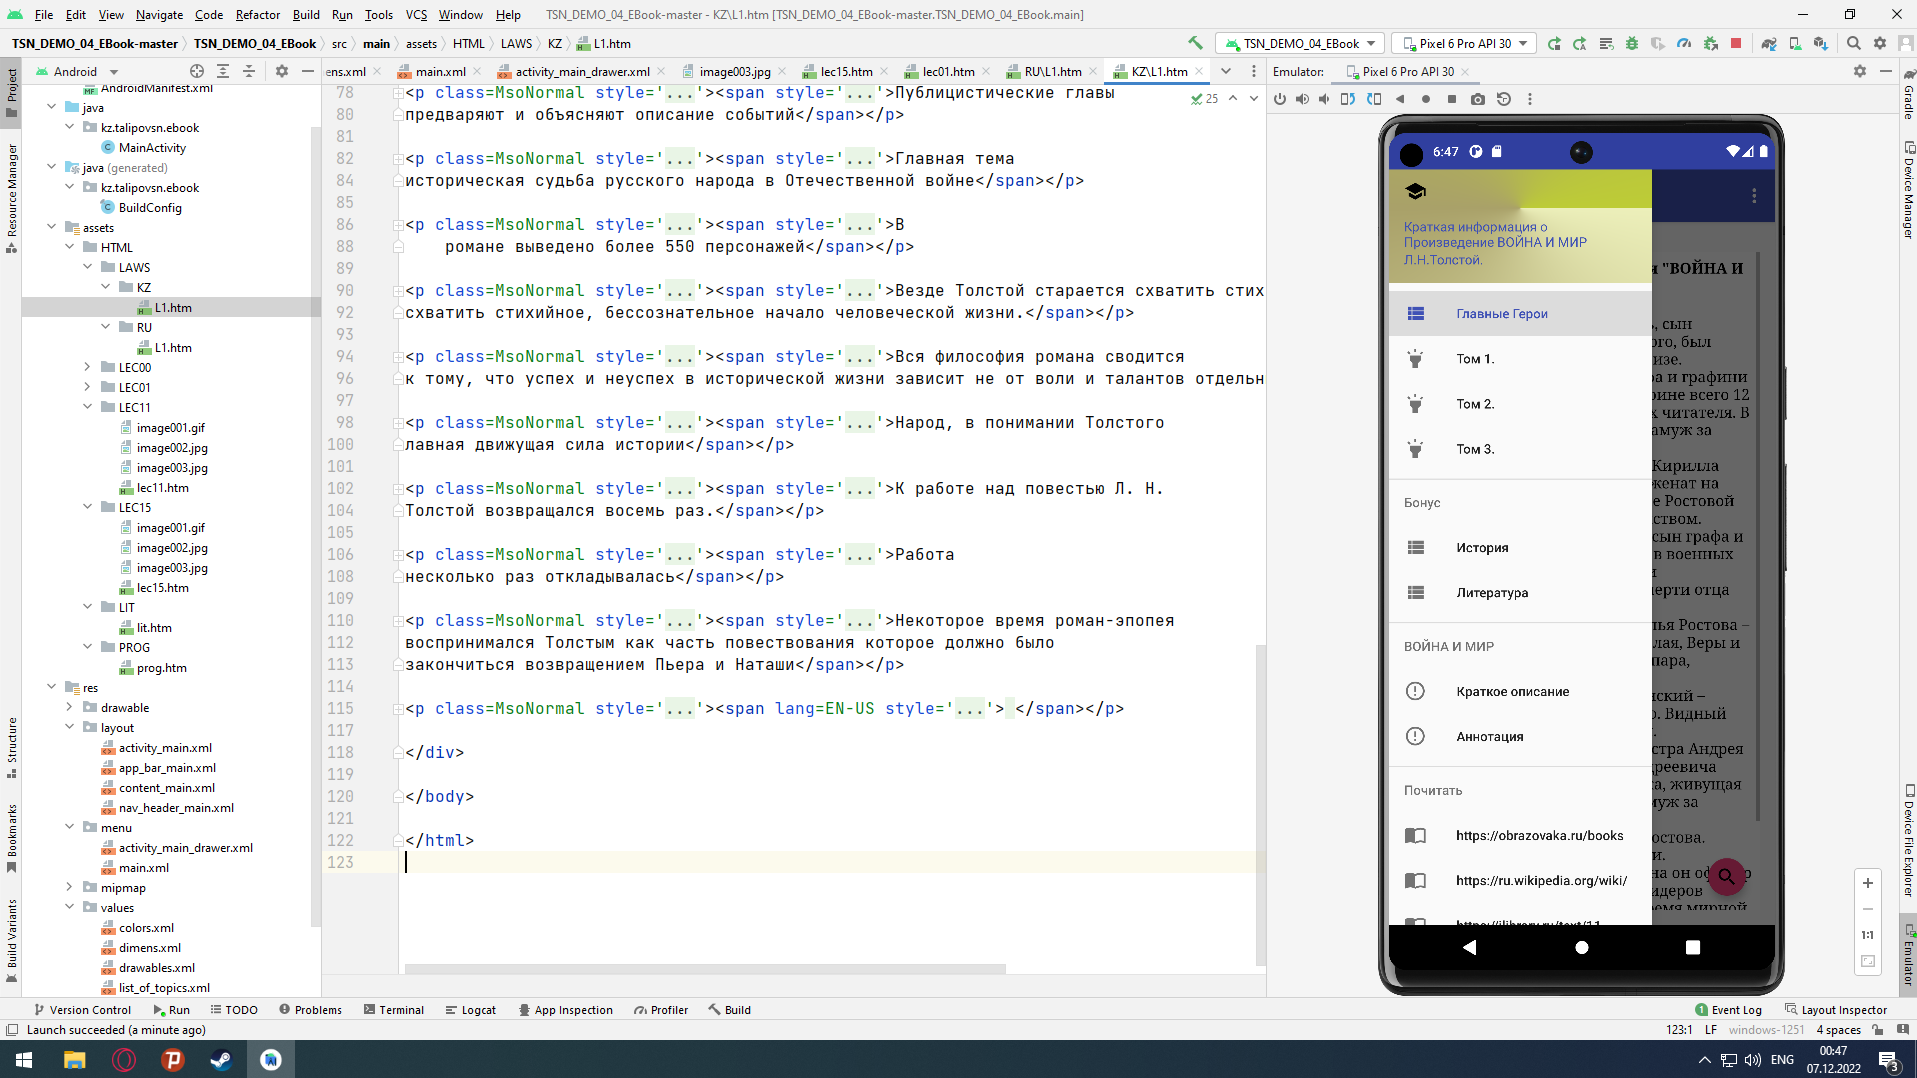 File Edit View Navigate Code Refactor Build Run Tools VCS Window Help TSN_DEMO_04_EBook-master - KZ\L1.htm [TSN_DEMO_04_EBook-master.TSN_DEMO_04_EBook.main]
TSN_DEMO_04_EBook-master TSN_DEMO_04_EBook src main assets HTML LAWS KZ L1.htm
TSN_DEMO_04_EBook Pixel 6 Pro API 30
Android
ens.xml main.xml activity_main_drawer.xml image003.jpg lec15.htm lec01.htm RU\L1.htm KZ\L1.htm
Emulator: Pixel 6 Pro API 30
Project
Resource Manager
Structure
Bookmarks
Build Variants
AndroidManifest.xml
java
kz.talipovsn.ebook
MainActivity
java (generated)
kz.talipovsn.ebook
BuildConfig
assets
HTML
LAWS
KZ
L1.htm
RU
L1.htm
LEC00
LEC01
LEC11
image001.gif
image002.jpg
image003.jpg
lec11.htm
LEC15
image001.gif
image002.jpg
image003.jpg
lec15.htm
LIT
lit.htm
PROG
prog.htm
res
drawable
layout
activity_main.xml
app_bar_main.xml
content_main.xml
nav_header_main.xml
menu
activity_main_drawer.xml
main.xml
mipmap
values
colors.xml
dimens.xml
drawables.xml
list_of_topics.xml
25
78 <p class=MsoNormal style='...'><span style='...'>Публицистические главы
80 предваряют и объясняют описание событий</span></p>
81
82 <p class=MsoNormal style='...'><span style='...'>Главная тема
84 историческая судьба русского народа в Отечественной войне</span></p>
85
86 <p class=MsoNormal style='...'><span style='...'>В
88 романе выведено более 550 персонажей</span></p>
89
90 <p class=MsoNormal style='...'><span style='...'>Везде Толстой старается схватить стих
92 схватить стихийное, бессознательное начало человеческой жизни.</span></p>
93
94 <p class=MsoNormal style='...'><span style='...'>Вся философия романа сводится
96 к тому, что успех и неуспех в исторической жизни зависит не от воли и талантов отдельн
97
98 <p class=MsoNormal style='...'><span style='...'>Народ, в понимании Толстого
100 лавная движущая сила истории</span></p>
101
102 <p class=MsoNormal style='...'><span style='...'>К работе над повестью Л. Н.
104 Толстой возвращался восемь раз.</span></p>
105
106 <p class=MsoNormal style='...'><span style='...'>Работа
108 несколько раз откладывалась</span></p>
109
110 <p class=MsoNormal style='...'><span style='...'>Некоторое время роман-эпопея
112 воспринимался Толстым как часть повествования которое должно было
113 закончиться возвращением Пьера и Наташи</span></p>
114
115 <p class=MsoNormal style='...'><span lang=EN-US style='...'> </span></p>
117
118 </div>
119
120 </body>
121
122 </html>
123
6:47
Краткая информация о
Произведение ВОЙНА И МИР
Л.Н.Толстой.
Главные Герои
Том 1.
Том 2.
Том 3.
Бонус
История
Литература
ВОЙНА И МИР
Краткое описание
Аннотация
Почитать
https://obrazovaka.ru/books
https://ru.wikipedia.org/wiki/
https://ilibrary.ru/text/11
"ВОЙНА И
сын
ого, был
изе.
а и графини
рине всего 12
х читателя. В
амуж за
Кирилла
женат на
е Ростовой
ством.
сын графа и
в военных
и
ерти отца
ья Ростова –
лая, Веры и
пара,
нский –
о. Видный
стра Андрея
дреевича
а, живущая
муж за
остова.
и.
на он оф р
идеров
емя мирной
1:1
Gradle
Device Manager
Device File Explorer
Emulator
Version Control Run TODO Problems Terminal Logcat App Inspection Profiler Build Event Log Layout Inspector
Launch succeeded (a minute ago) 123:1 LF windows-1251 4 spaces
ENG
00:47
07.12.2022
3